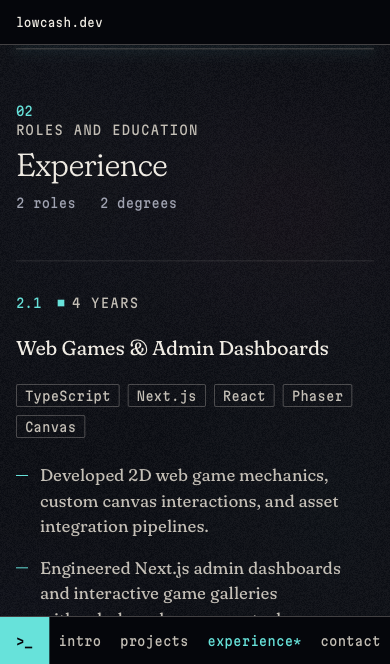 lowcash.dev
02
ROLES AND EDUCATION
Experience
2 roles 2 degrees
2.1 4 YEARS
Web Games & Admin Dashboards
TypeScript Next.js React Phaser
Canvas
— Developed 2D web game mechanics,
custom canvas interactions, and asset
integration pipelines.
— Engineered Next.js admin dashboards
and interactive game galleries
>_ intro projects experience* contact